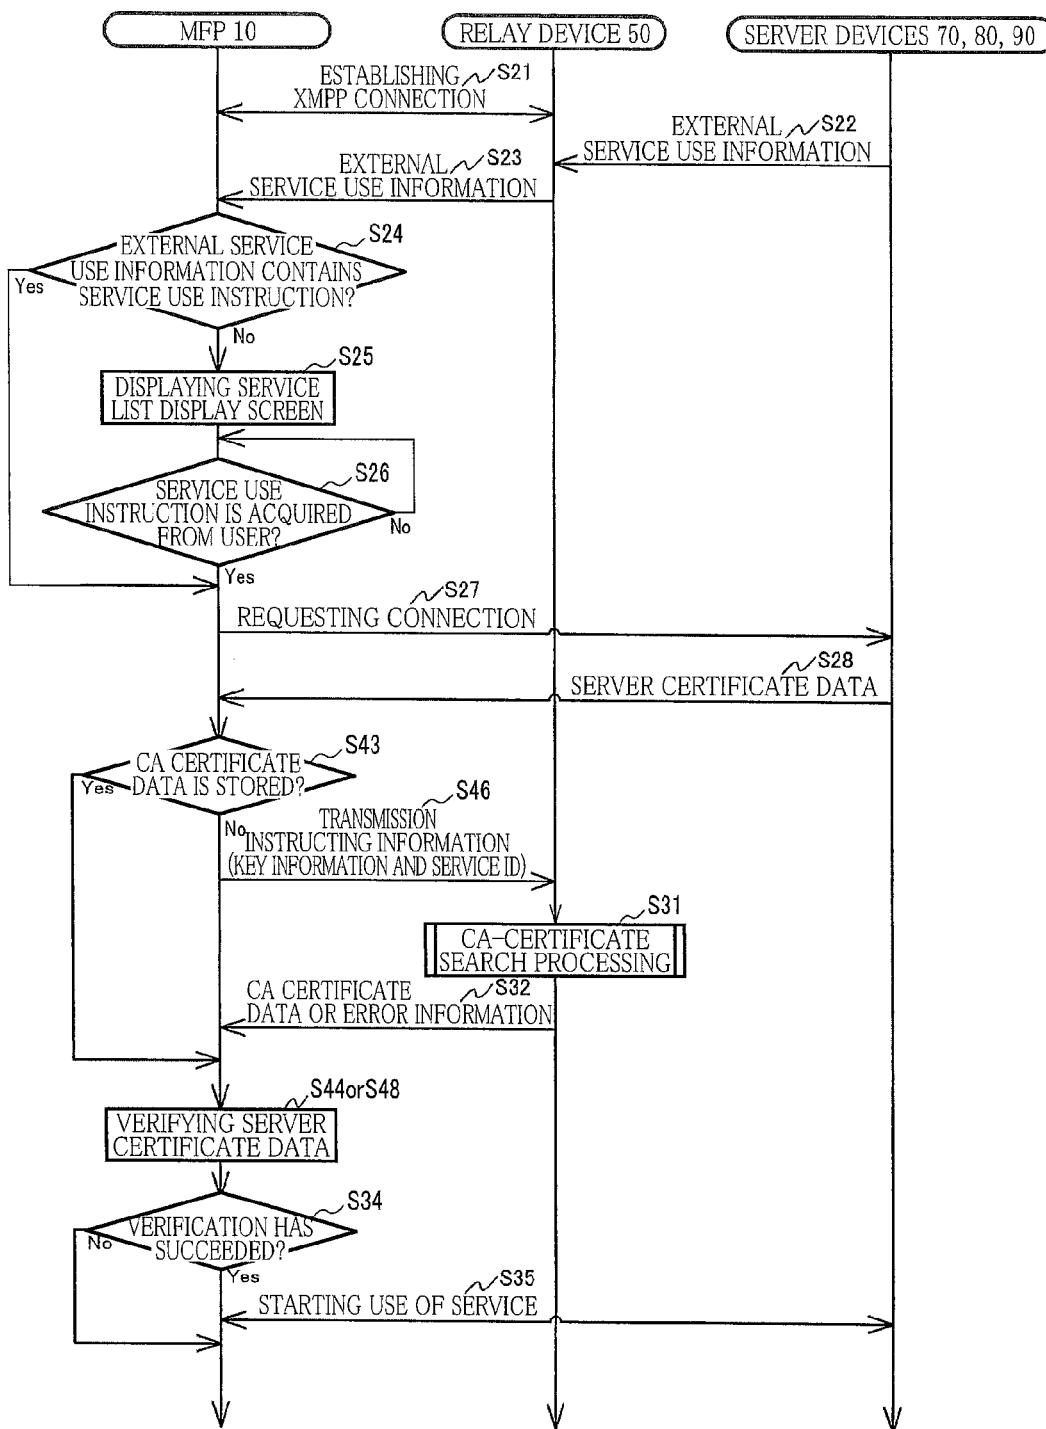 MFP 10
RELAY DEVICE 50
SERVER DEVICES 70, 80, 90
ESTABLISHING S21
XMPP CONNECTION
EXTERNAL S22
SERVICE USE INFORMATION
EXTERNAL S23
SERVICE USE INFORMATION
S24
EXTERNAL SERVICE
USE INFORMATION CONTAINS
SERVICE USE INSTRUCTION?
Yes
No
S25
DISPLAYING SERVICE
LIST DISPLAY SCREEN
S26
SERVICE USE
INSTRUCTION IS ACQUIRED
FROM USER?
No
Yes
S27
REQUESTING CONNECTION
S28
SERVER CERTIFICATE DATA
S43
CA CERTIFICATE
DATA IS STORED?
Yes
No
S46
TRANSMISSION
INSTRUCTING INFORMATION
(KEY INFORMATION AND SERVICE ID)
S31
CA-CERTIFICATE
SEARCH PROCESSING
CA CERTIFICATE S32
DATA OR ERROR INFORMATION
S44orS48
VERIFYING SERVER
CERTIFICATE DATA
S34
VERIFICATION HAS
SUCCEEDED?
No
Yes
S35
STARTING USE OF SERVICE